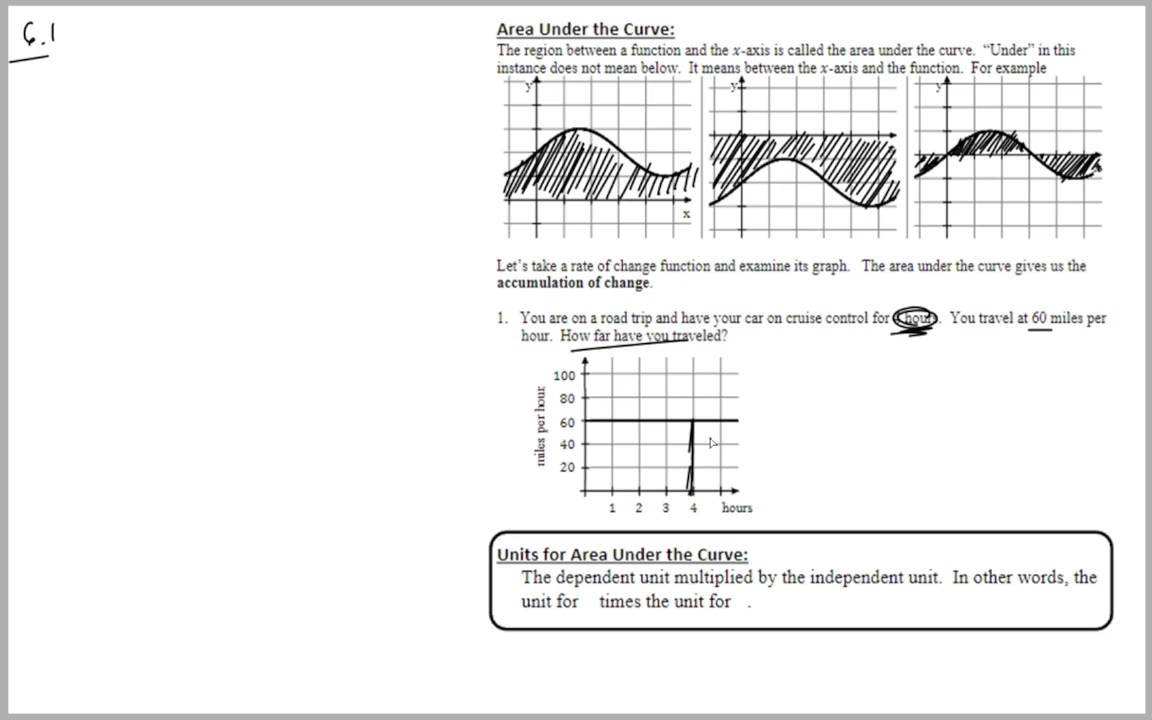 6.1
Area Under the Curve:
The region between a function and the x-axis is called the area under the curve. “Under” in this
instance does not mean below. It means between the x-axis and the function. For example
y
y
y
x
Let’s take a rate of change function and examine its graph. The area under the curve gives us the
accumulation of change.
1. You are on a road trip and have your car on cruise control for hours. You travel at 60 miles per
hour. How far have you traveled?
miles per hour
100
80
60
40
20
1 2 3 4 hours
Units for Area Under the Curve:
The dependent unit multiplied by the independent unit. In other words, the
unit for times the unit for .